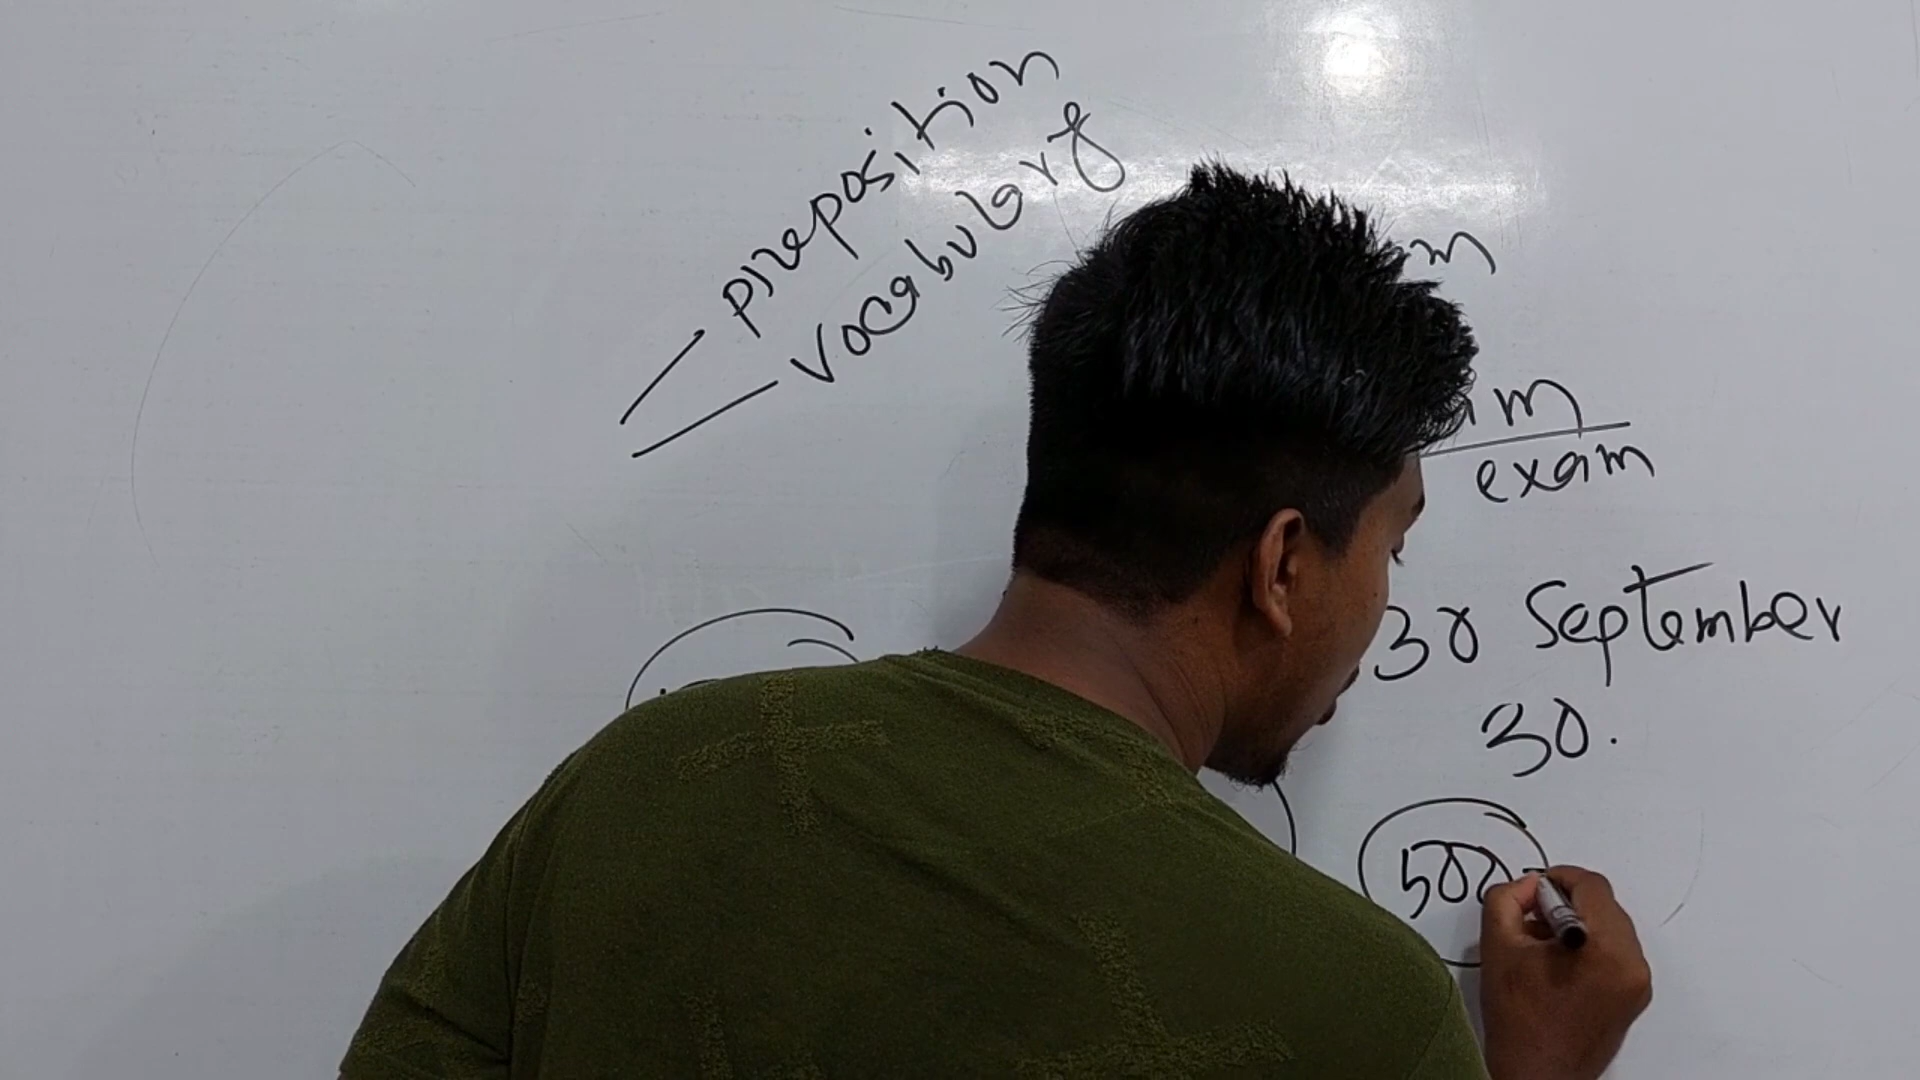 preposition
vocabulary
exam
30 September
30.
500